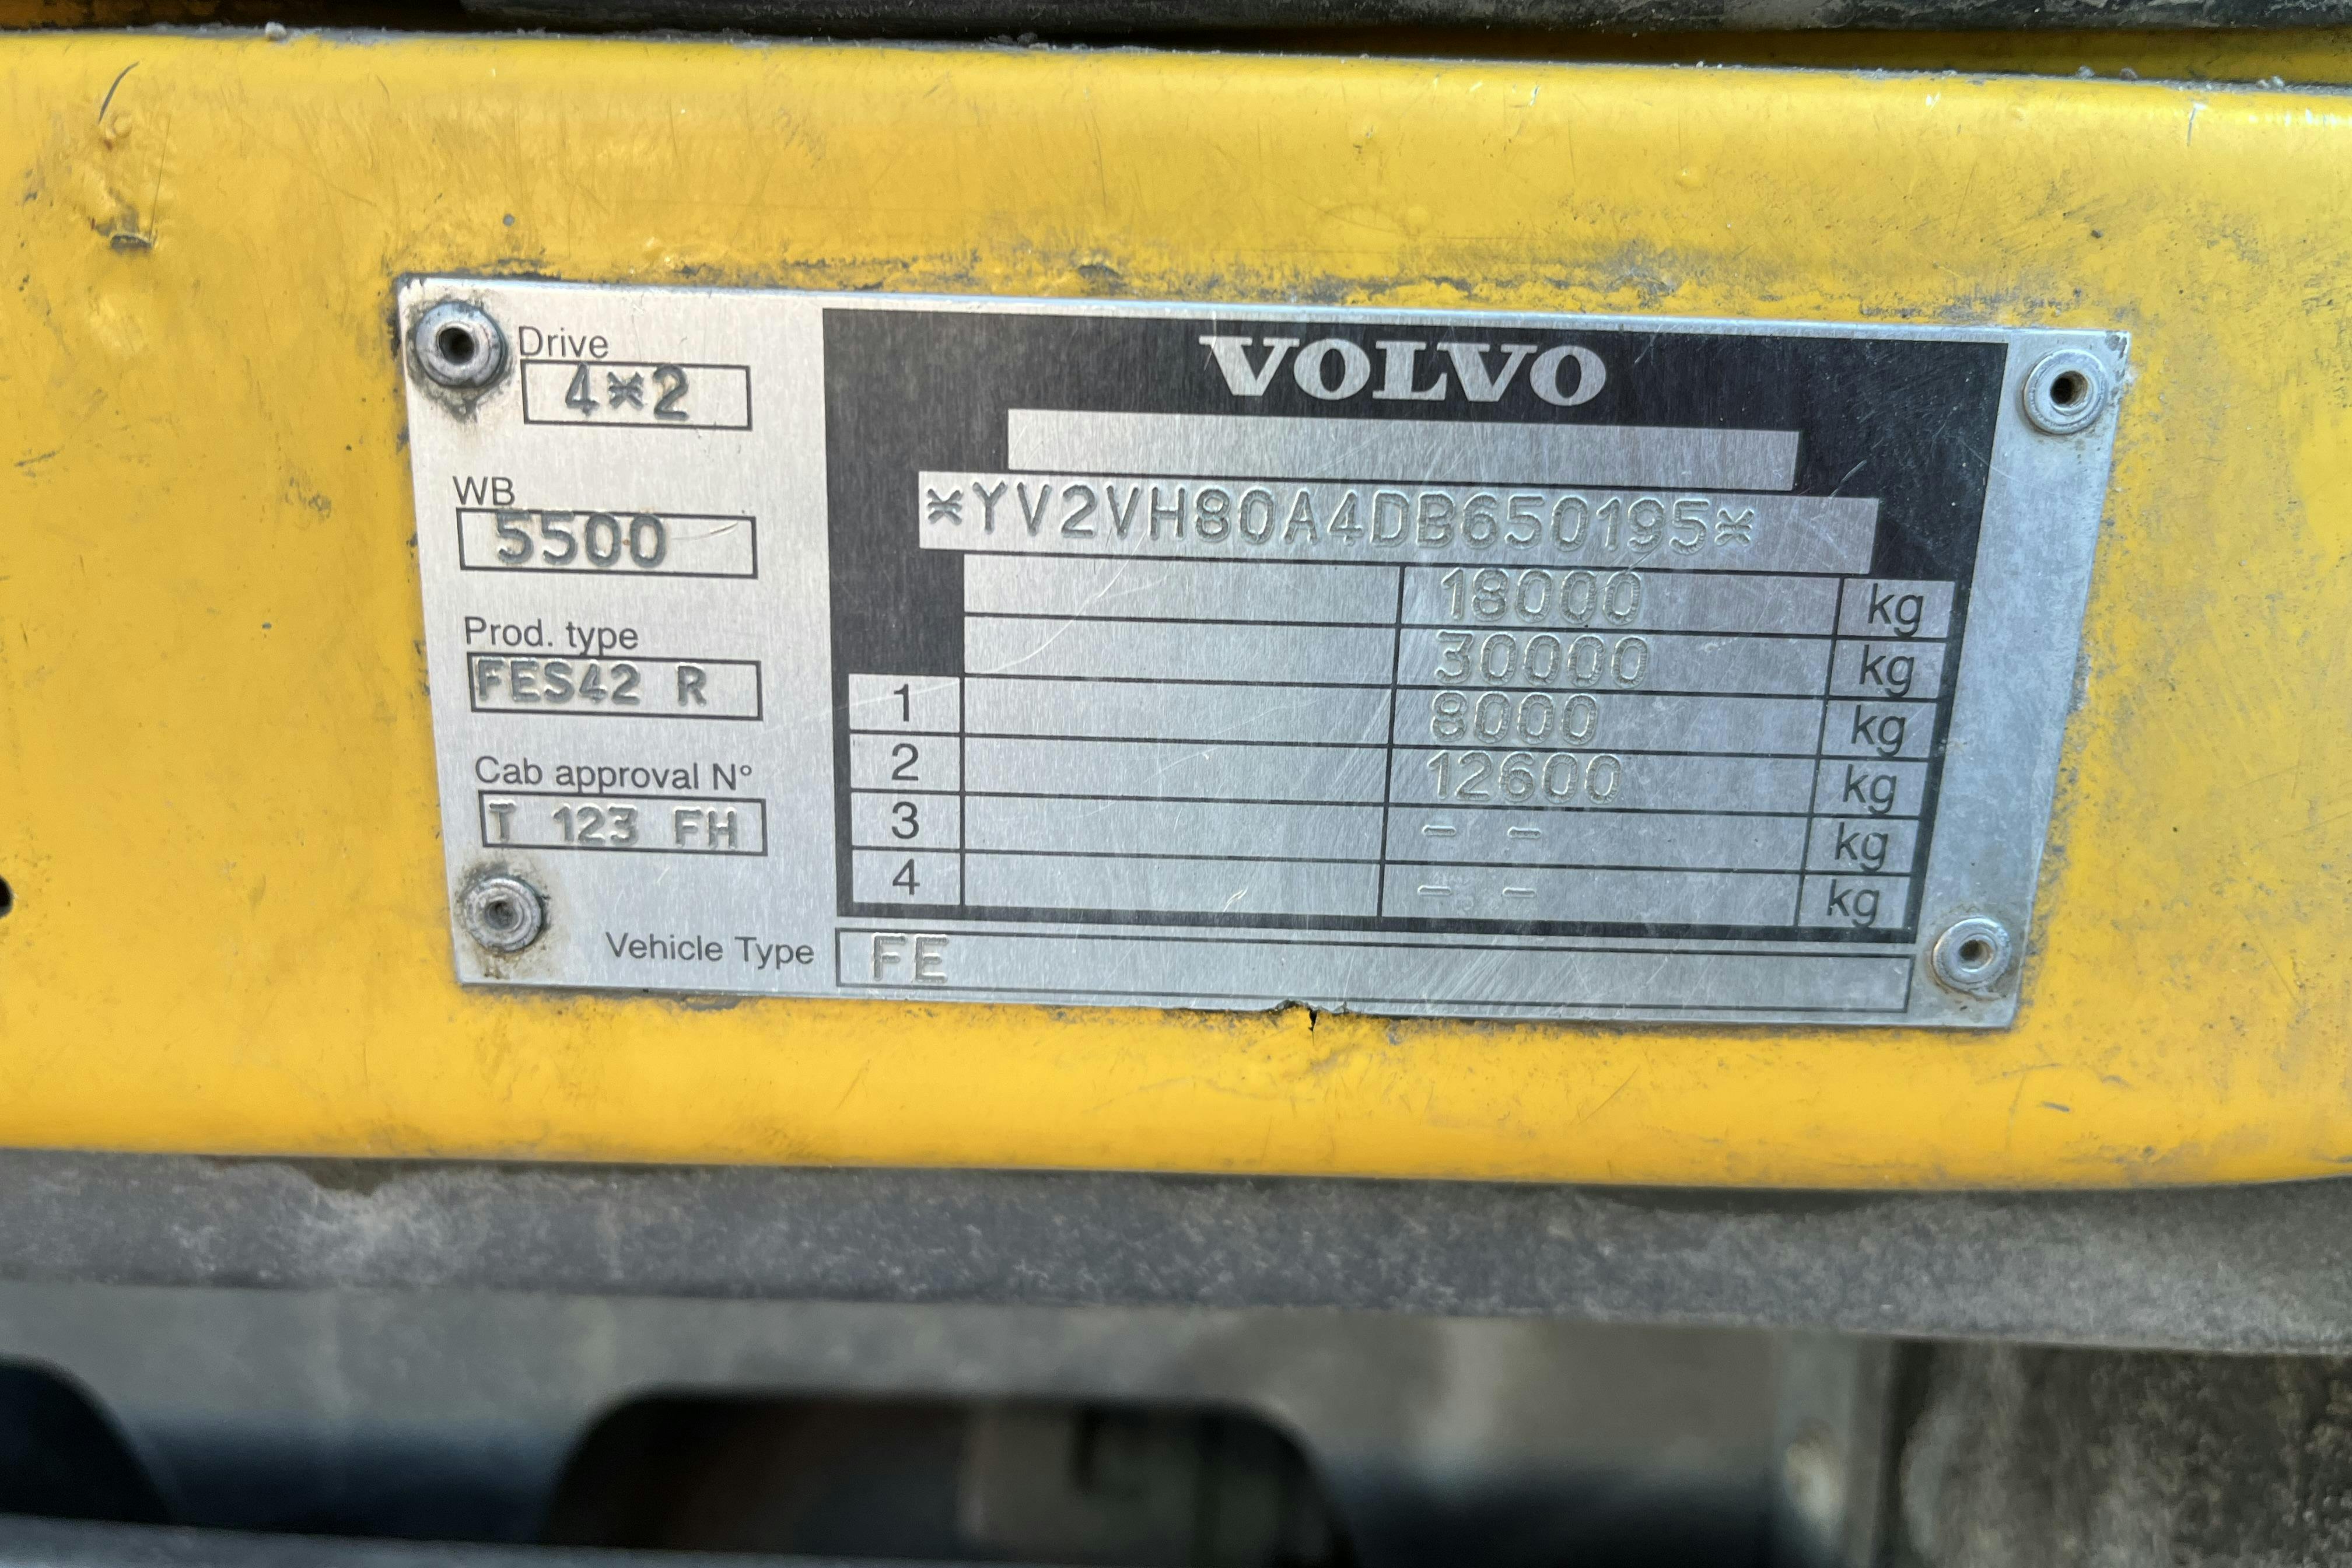 Drive
4*2
WB
5500
Prod. type
FES42 R
Cab approval N°
T 123 FH
VOLVO
*YV2VH80A4DB650195*
18000 kg
30000 kg
1 8000 kg
2 12600 kg
3 - - kg
4 - - kg
Vehicle Type FE